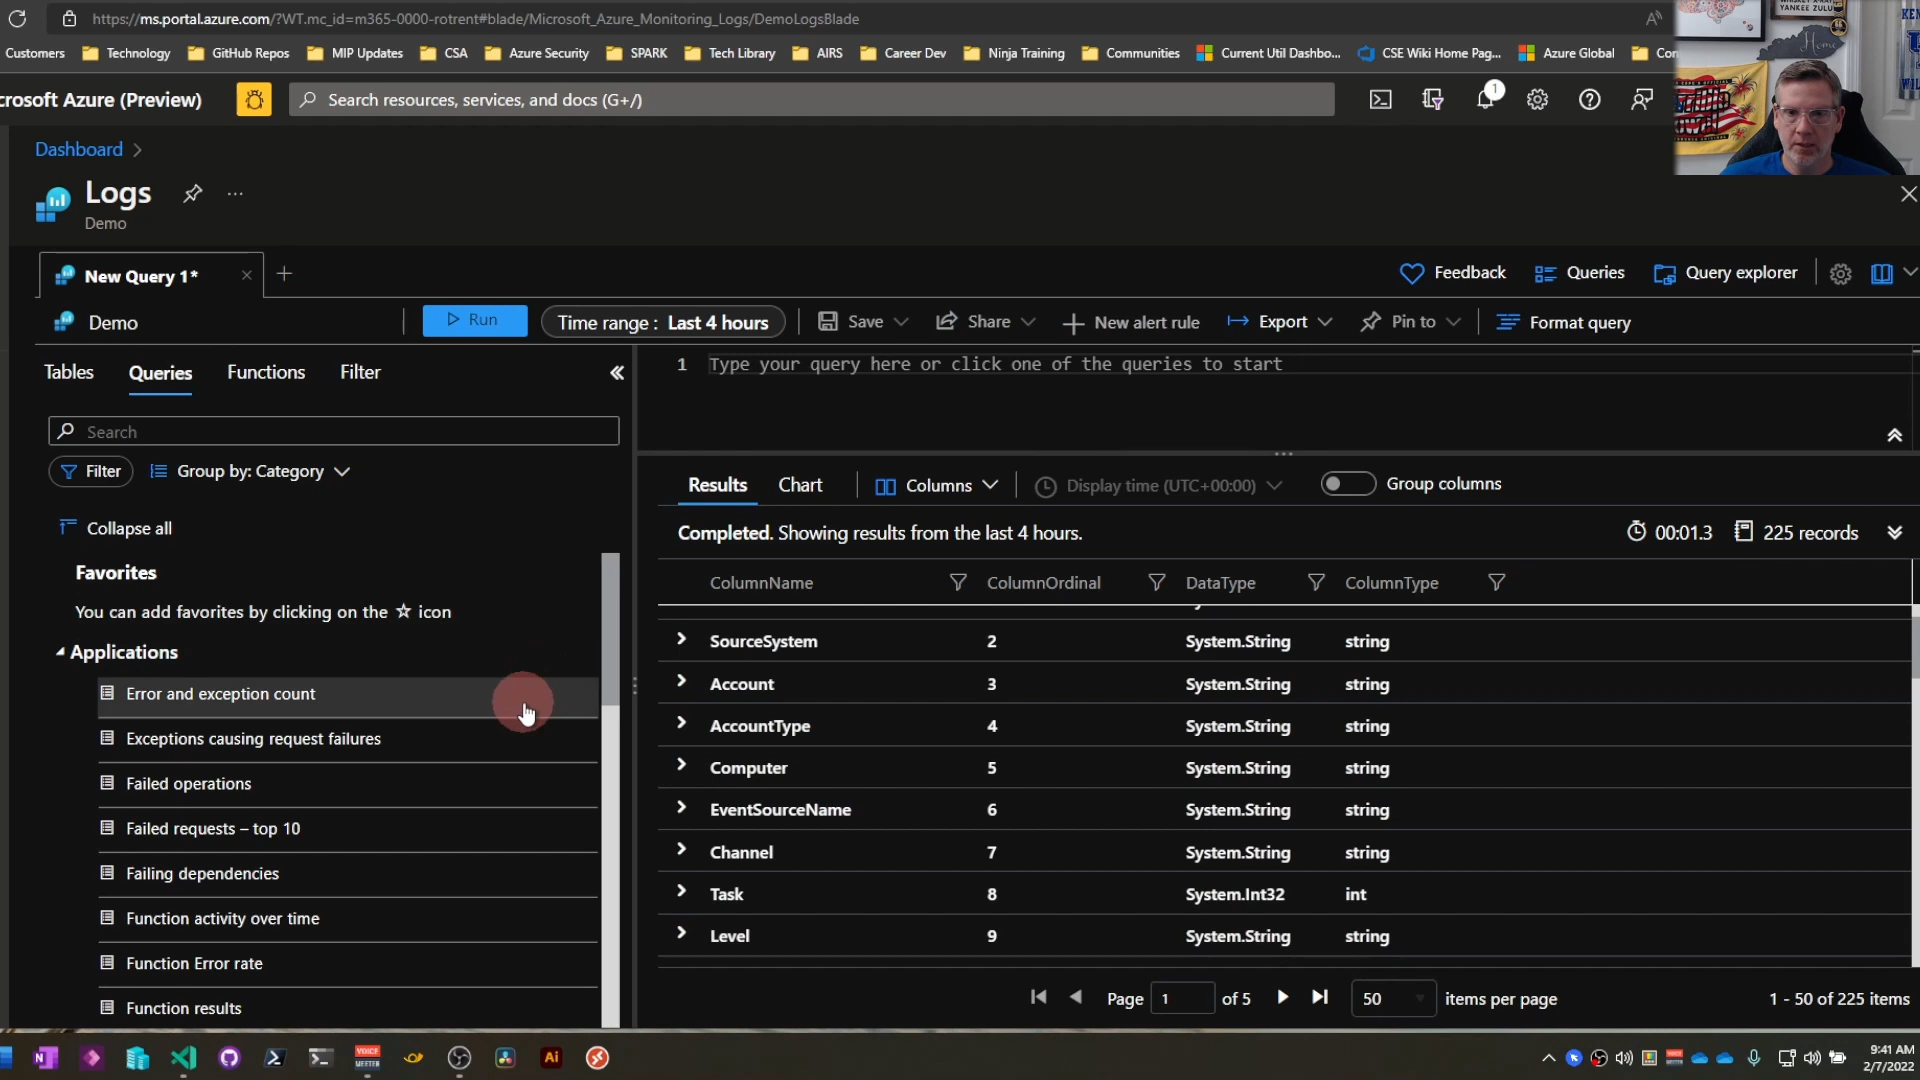 https://ms.portal.azure.com/?WT.mc_id=m365-0000-rotrent#blade/Microsoft_Azure_Monitoring_Logs/DemoLogsBlade
Customers Technology GitHub Repos MIP Updates CSA Azure Security SPARK Tech Library AIRS Career Dev Ninja Training Communities Current Util Dashbo... CSE Wiki Home Pag... Azure Global
crosoft Azure (Preview) Search resources, services, and docs (G+/) 1
Home
Dashboard
Logs
Demo
New Query 1* Feedback Queries Query explorer
Demo Run Time range : Last 4 hours Save Share New alert rule Export Pin to Format query
Tables Queries Functions Filter
1 Type your query here or click one of the queries to start
Search
Filter Group by: Category
Results Chart Columns Display time (UTC+00:00) Group columns
Collapse all
Completed. Showing results from the last 4 hours. 00:01.3 225 records
Favorites
You can add favorites by clicking on the ☆ icon
ColumnName ColumnOrdinal DataType ColumnType
Applications
SourceSystem 2 System.String string
Error and exception count
Account 3 System.String string
Exceptions causing request failures
AccountType 4 System.String string
Failed operations
Computer 5 System.String string
Failed requests – top 10
EventSourceName 6 System.String string
Failing dependencies
Channel 7 System.String string
Function activity over time
Task 8 System.Int32 int
Function Error rate
Level 9 System.String string
Function results
Page 1 of 5 50 items per page 1 - 50 of 225 items
VOICE MEETER Ai
9:41 AM
2/7/2022